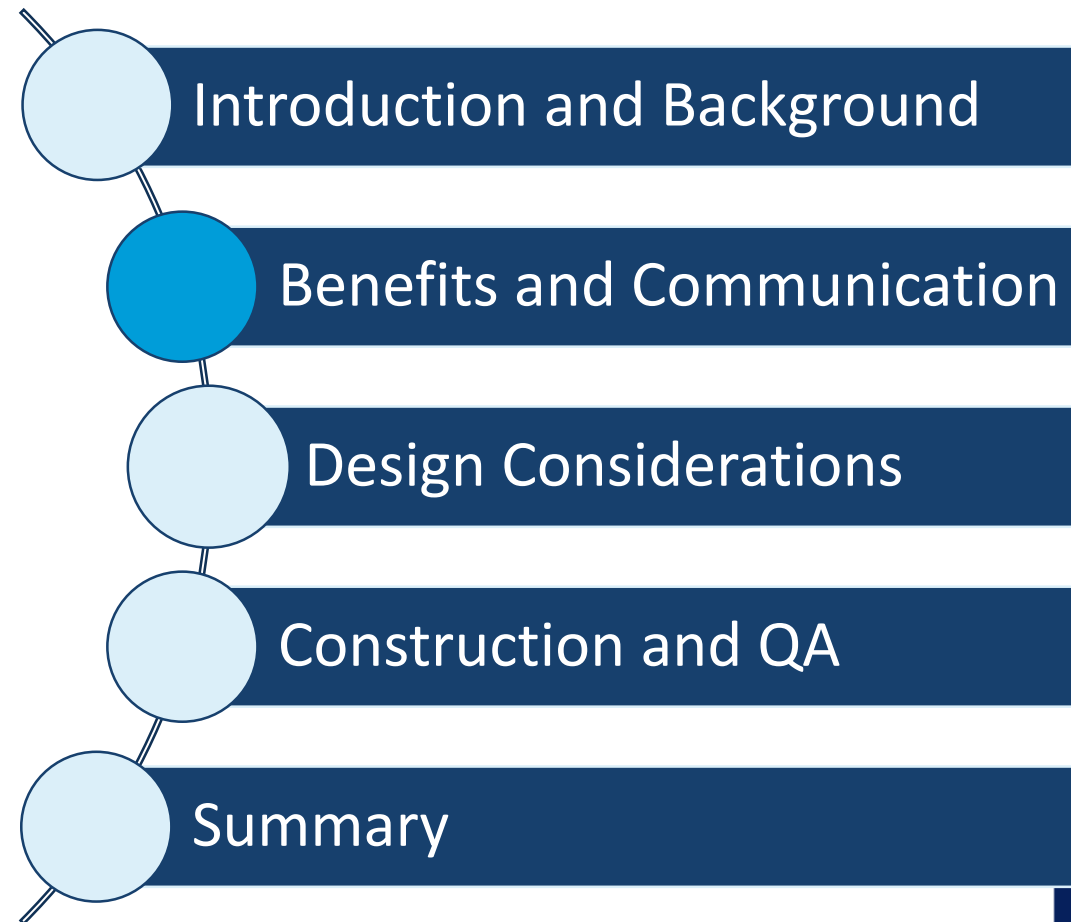 Introduction and Background
Benefits and Communication
Design Considerations
Construction and QA
Summary